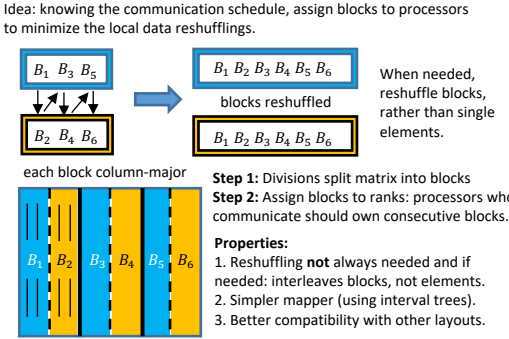 Idea: knowing the communication schedule, assign blocks to processors
to minimize the local data reshufflings.
B1 B3 B5
B2 B4 B6
B1 B2 B3 B4 B5 B6
blocks reshuffled
B1 B2 B3 B4 B5 B6
When needed,
reshuffle blocks,
rather than single
elements.
each block column-major
B1 B2 B3 B4 B5 B6
Step 1: Divisions split matrix into blocks
Step 2: Assign blocks to ranks: processors who
communicate should own consecutive blocks.
Properties:
1. Reshuffling not always needed and if
needed: interleaves blocks, not elements.
2. Simpler mapper (using interval trees).
3. Better compatibility with other layouts.